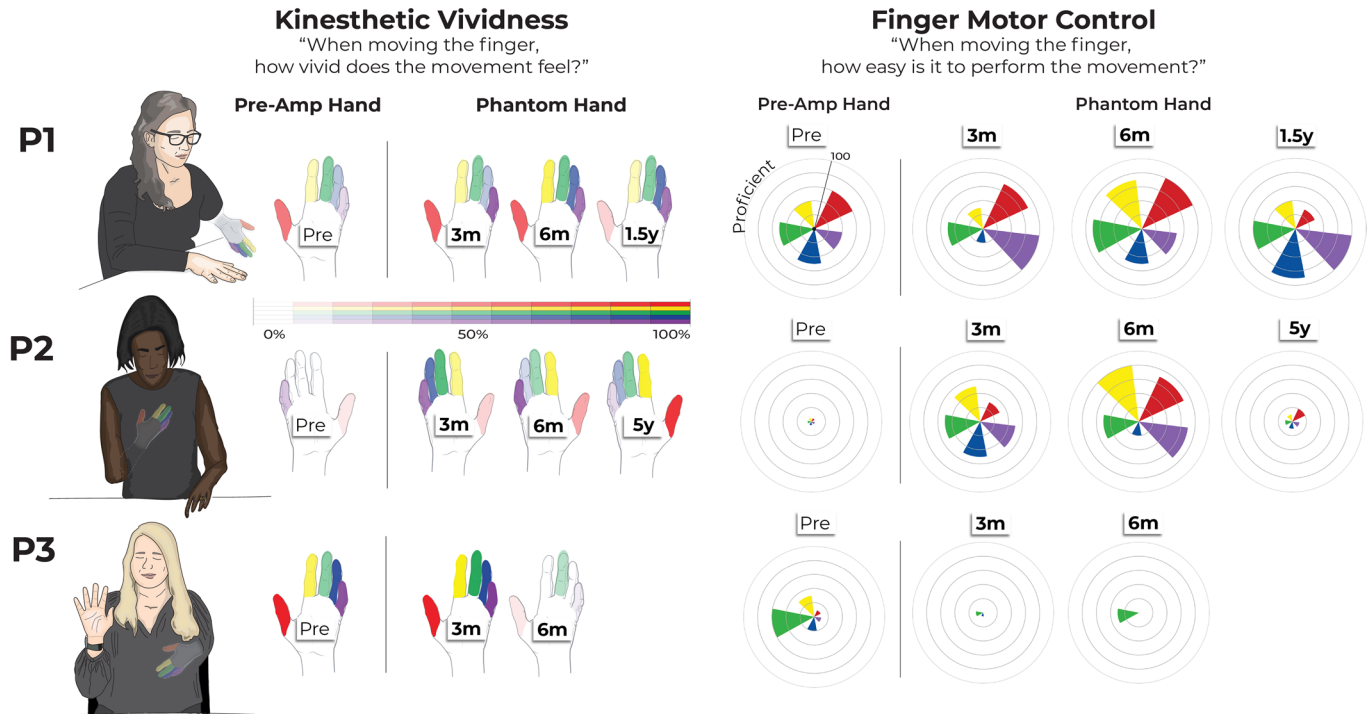 Kinesthetic Vividness
“When moving the finger,
how vivid does the movement feel?”
Pre-Amp Hand
Phantom Hand
Finger Motor Control
“When moving the finger,
how easy is it to perform the movement?”
Pre-Amp Hand
Phantom Hand
P1
Pre
3m
6m
1.5y
Pre
3m
6m
1.5y
Proficient
100
0%
50%
100%
P2
Pre
3m
6m
5y
Pre
3m
6m
5y
P3
Pre
3m
6m
Pre
3m
6m